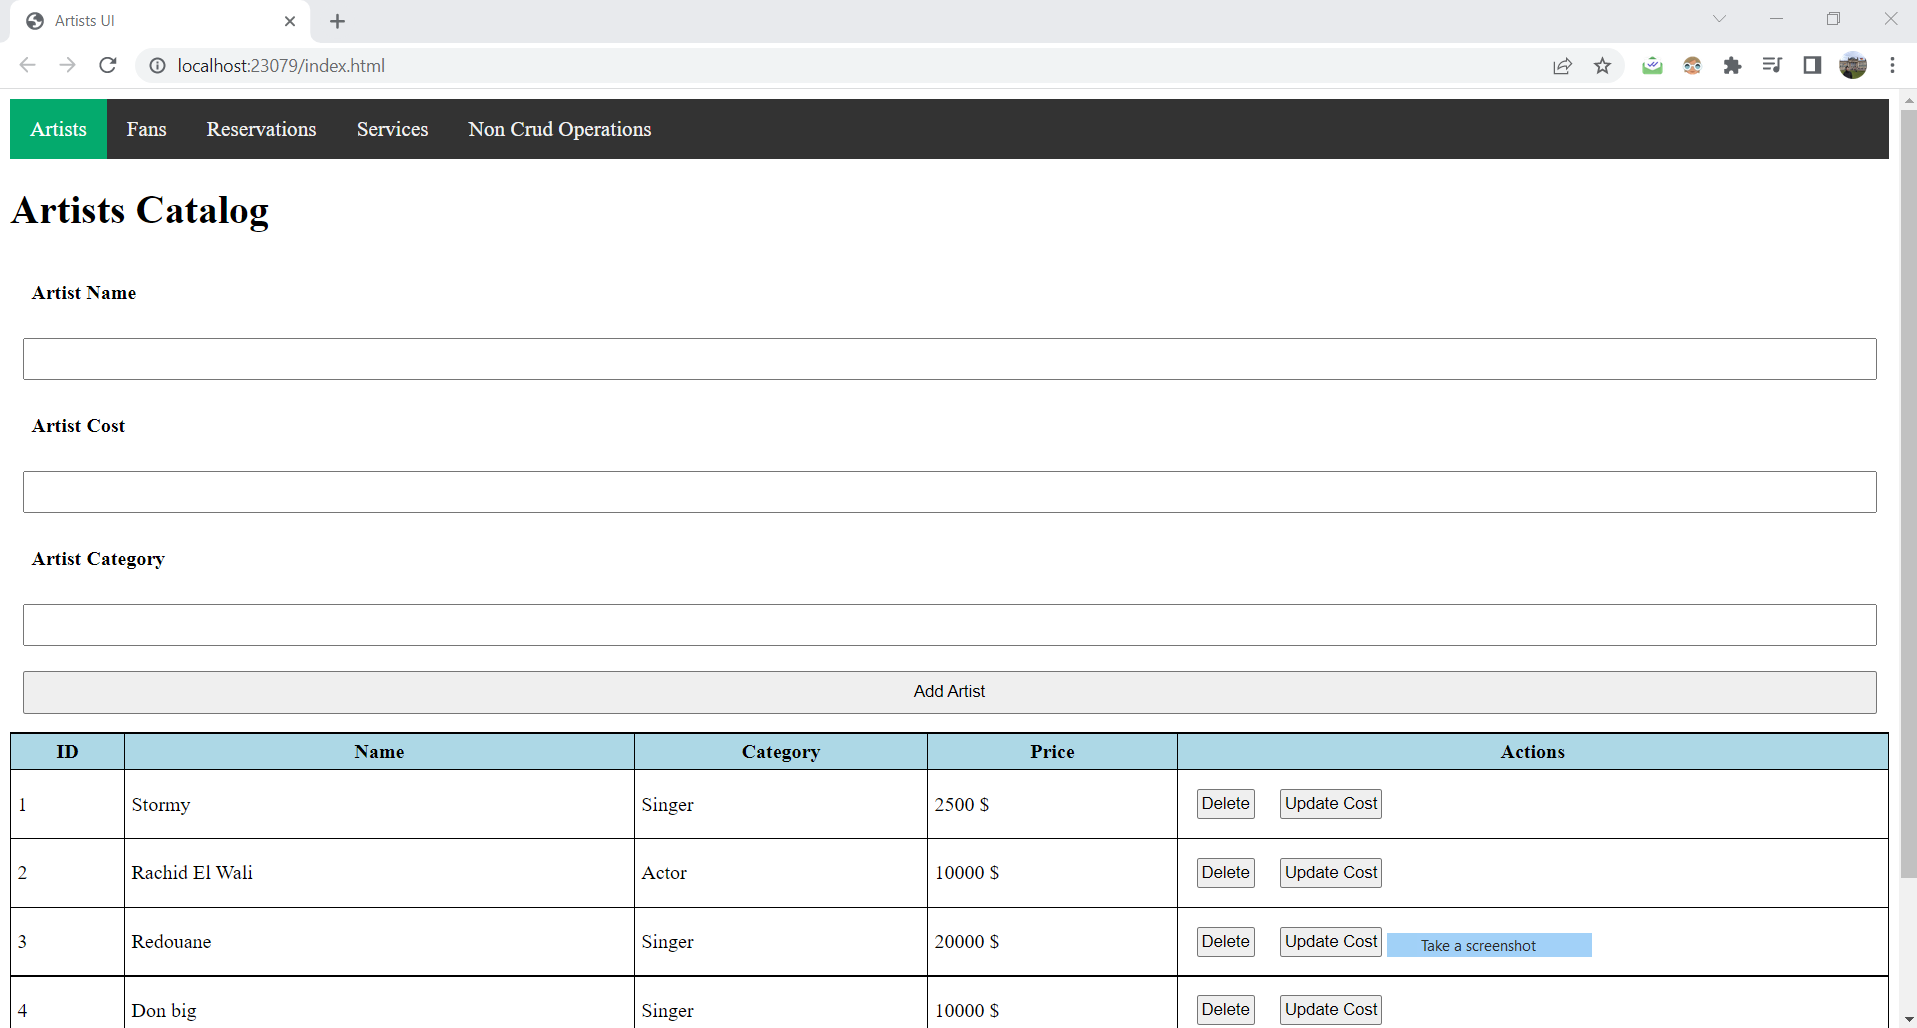 Artists UI
localhost:23079/index.html
Artists Fans Reservations Services Non Crud Operations
Artists Catalog
Artist Name
Artist Cost
Artist Category
Add Artist
ID Name Category Price Actions
1 Stormy Singer 2500 $ Delete Update Cost
2 Rachid El Wali Actor 10000 $ Delete Update Cost
3 Redouane Singer 20000 $ Delete Update Cost Take a screenshot
4 Don big Singer 10000 $ Delete Update Cost